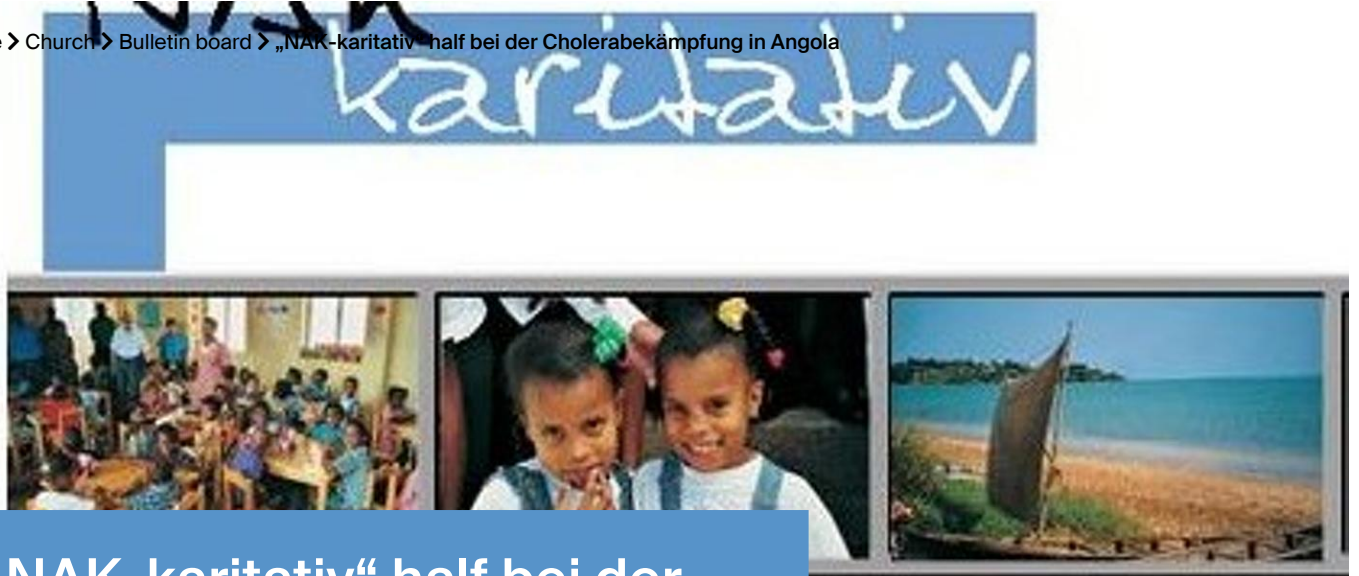 Church > Bulletin board > „NAK-karitativ“ half bei der Cholerabekämpfung in Angola
karitativ
NAK-karitativ“ half bei der